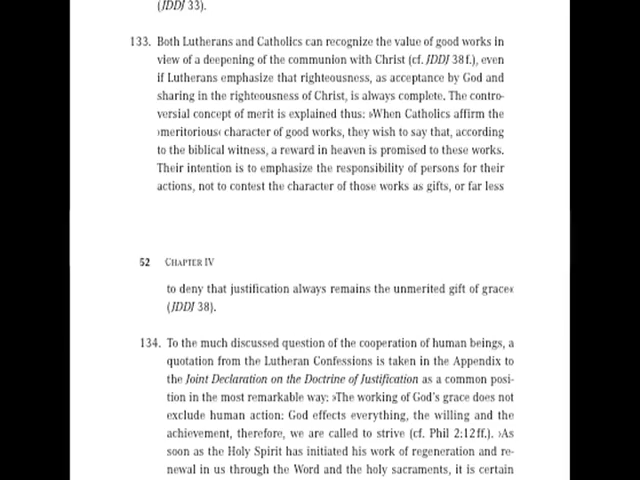 (JDDJ 33).
133. Both Lutherans and Catholics can recognize the value of good works in
view of a deepening of the communion with Christ (cf. JDDJ 38 f.), even
if Lutherans emphasize that righteousness, as acceptance by God and
sharing in the righteousness of Christ, is always complete. The contro-
versial concept of merit is explained thus: »When Catholics affirm the
›meritorious‹ character of good works, they wish to say that, according
to the biblical witness, a reward in heaven is promised to these works.
Their intention is to emphasize the responsibility of persons for their
actions, not to contest the character of those works as gifts, or far less
52 CHAPTER IV
to deny that justification always remains the unmerited gift of grace«
(JDDJ 38).
134. To the much discussed question of the cooperation of human beings, a
quotation from the Lutheran Confessions is taken in the Appendix to
the Joint Declaration on the Doctrine of Justification as a common posi-
tion in the most remarkable way: »The working of God's grace does not
exclude human action: God effects everything, the willing and the
achievement, therefore, we are called to strive (cf. Phil 2:12 ff.). ›As
soon as the Holy Spirit has initiated his work of regeneration and re-
newal in us through the Word and the holy sacraments, it is certain